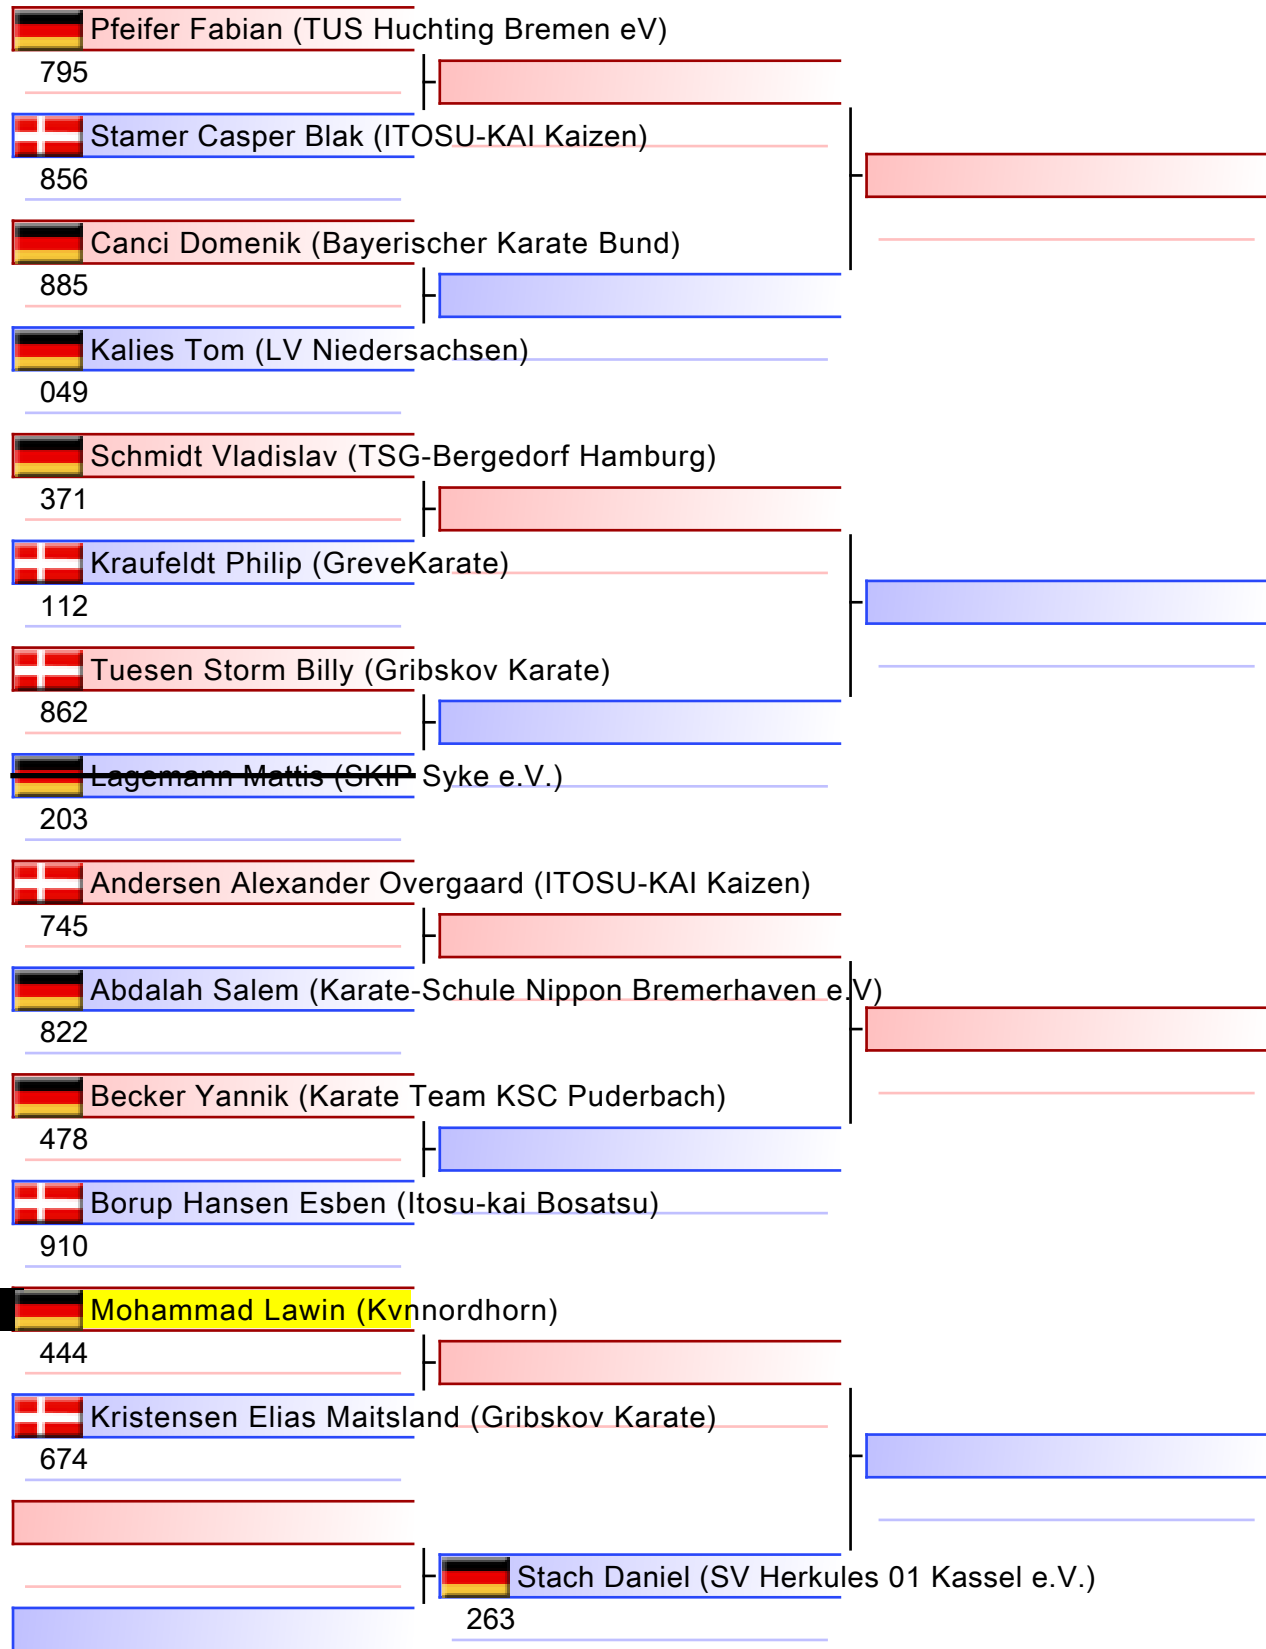 Pfeifer Fabian (TUS Huchting Bremen eV)
795
Stamer Casper Blak (ITOSU-KAI Kaizen)
856
Canci Domenik (Bayerischer Karate Bund)
885
Kalies Tom (LV Niedersachsen)
049
Schmidt Vladislav (TSG-Bergedorf Hamburg)
371
Kraufeldt Philip (GreveKarate)
112
Tuesen Storm Billy (Gribskov Karate)
862
Lagemann Mattis (SKIP Syke e.V.)
203
Andersen Alexander Overgaard (ITOSU-KAI Kaizen)
745
Abdalah Salem (Karate-Schule Nippon Bremerhaven e.V)
822
Becker Yannik (Karate Team KSC Puderbach)
478
Borup Hansen Esben (Itosu-kai Bosatsu)
910
Mohammad Lawin (Kvnnordhorn)
444
Kristensen Elias Maitsland (Gribskov Karate)
674
Stach Daniel (SV Herkules 01 Kassel e.V.)
263